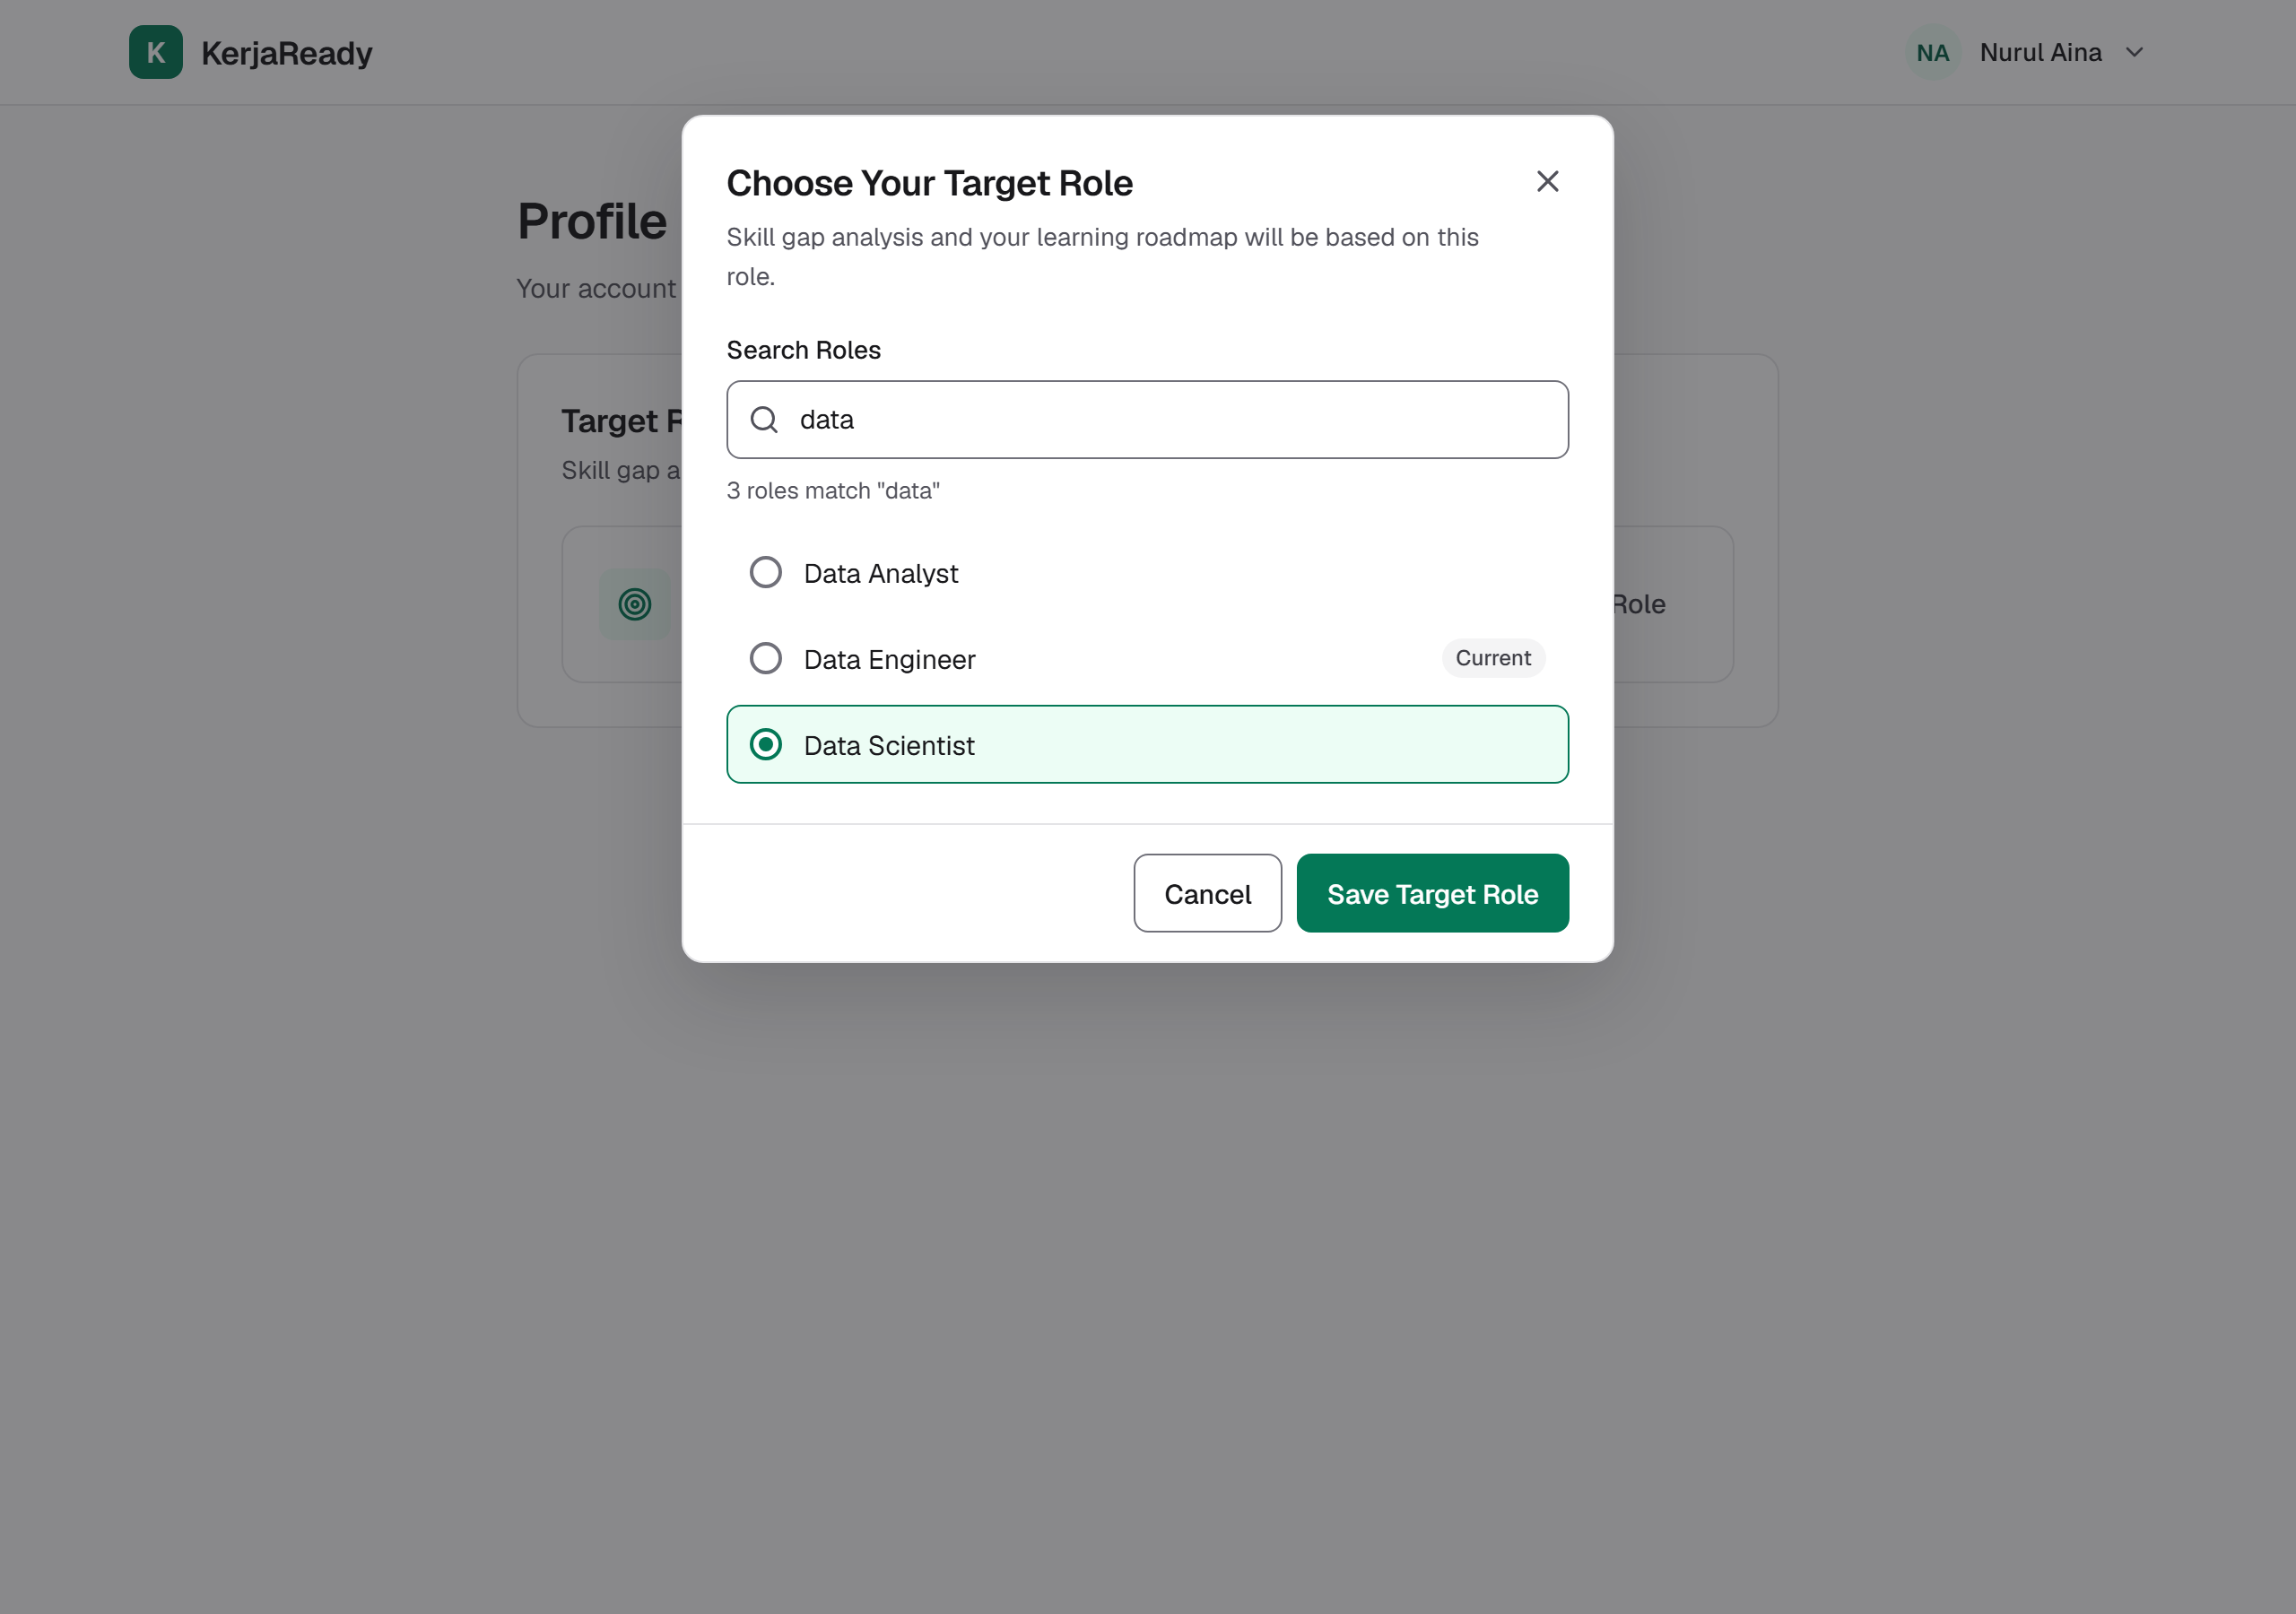 K KerjaReady
NA Nurul Aina
Profile
Your account
Target R
Skill gap a
Role
Choose Your Target Role
Skill gap analysis and your learning roadmap will be based on this
role.
Search Roles
data
3 roles match "data"
Data Analyst
Data Engineer
Current
Data Scientist
Cancel
Save Target Role